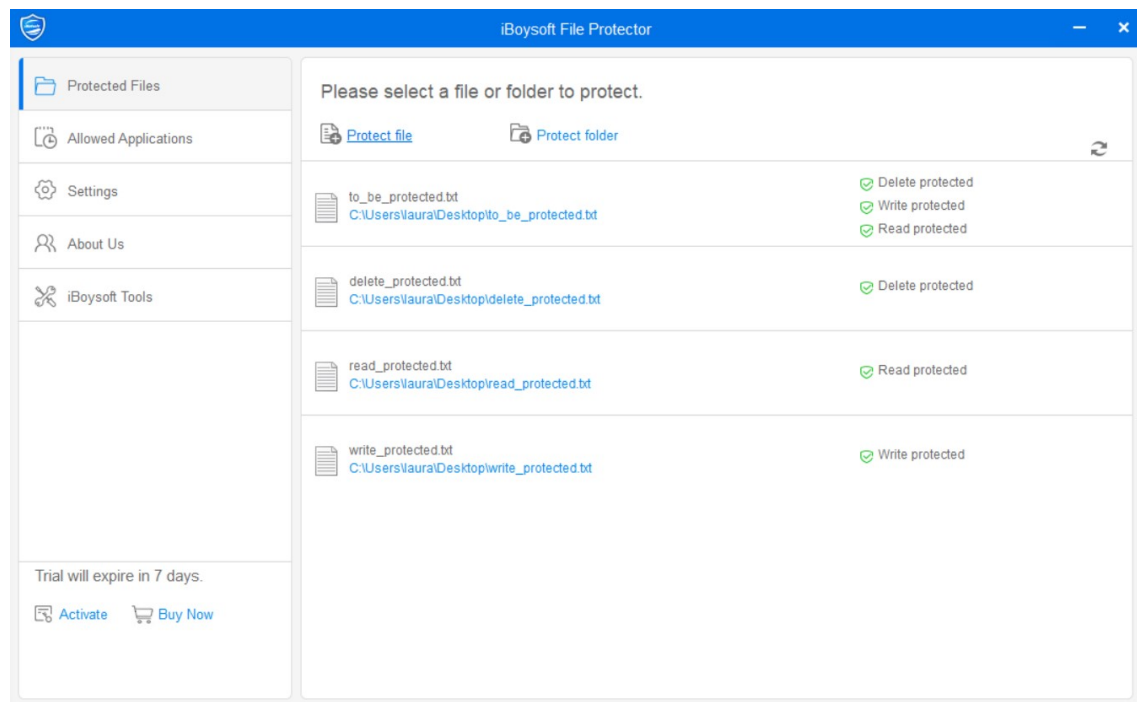 iBoysoft File Protector
Protected Files
Allowed Applications
Settings
About Us
iBoysoft Tools
Trial will expire in 7 days.
Activate
Buy Now
Please select a file or folder to protect.
Protect file
Protect folder
to_be_protected.txt
C:\Users\laura\Desktop\to_be_protected.txt
Delete protected
Write protected
Read protected
delete_protected.txt
C:\Users\laura\Desktop\delete_protected.txt
Delete protected
read_protected.txt
C:\Users\laura\Desktop\read_protected.txt
Read protected
write_protected.txt
C:\Users\laura\Desktop\write_protected.txt
Write protected